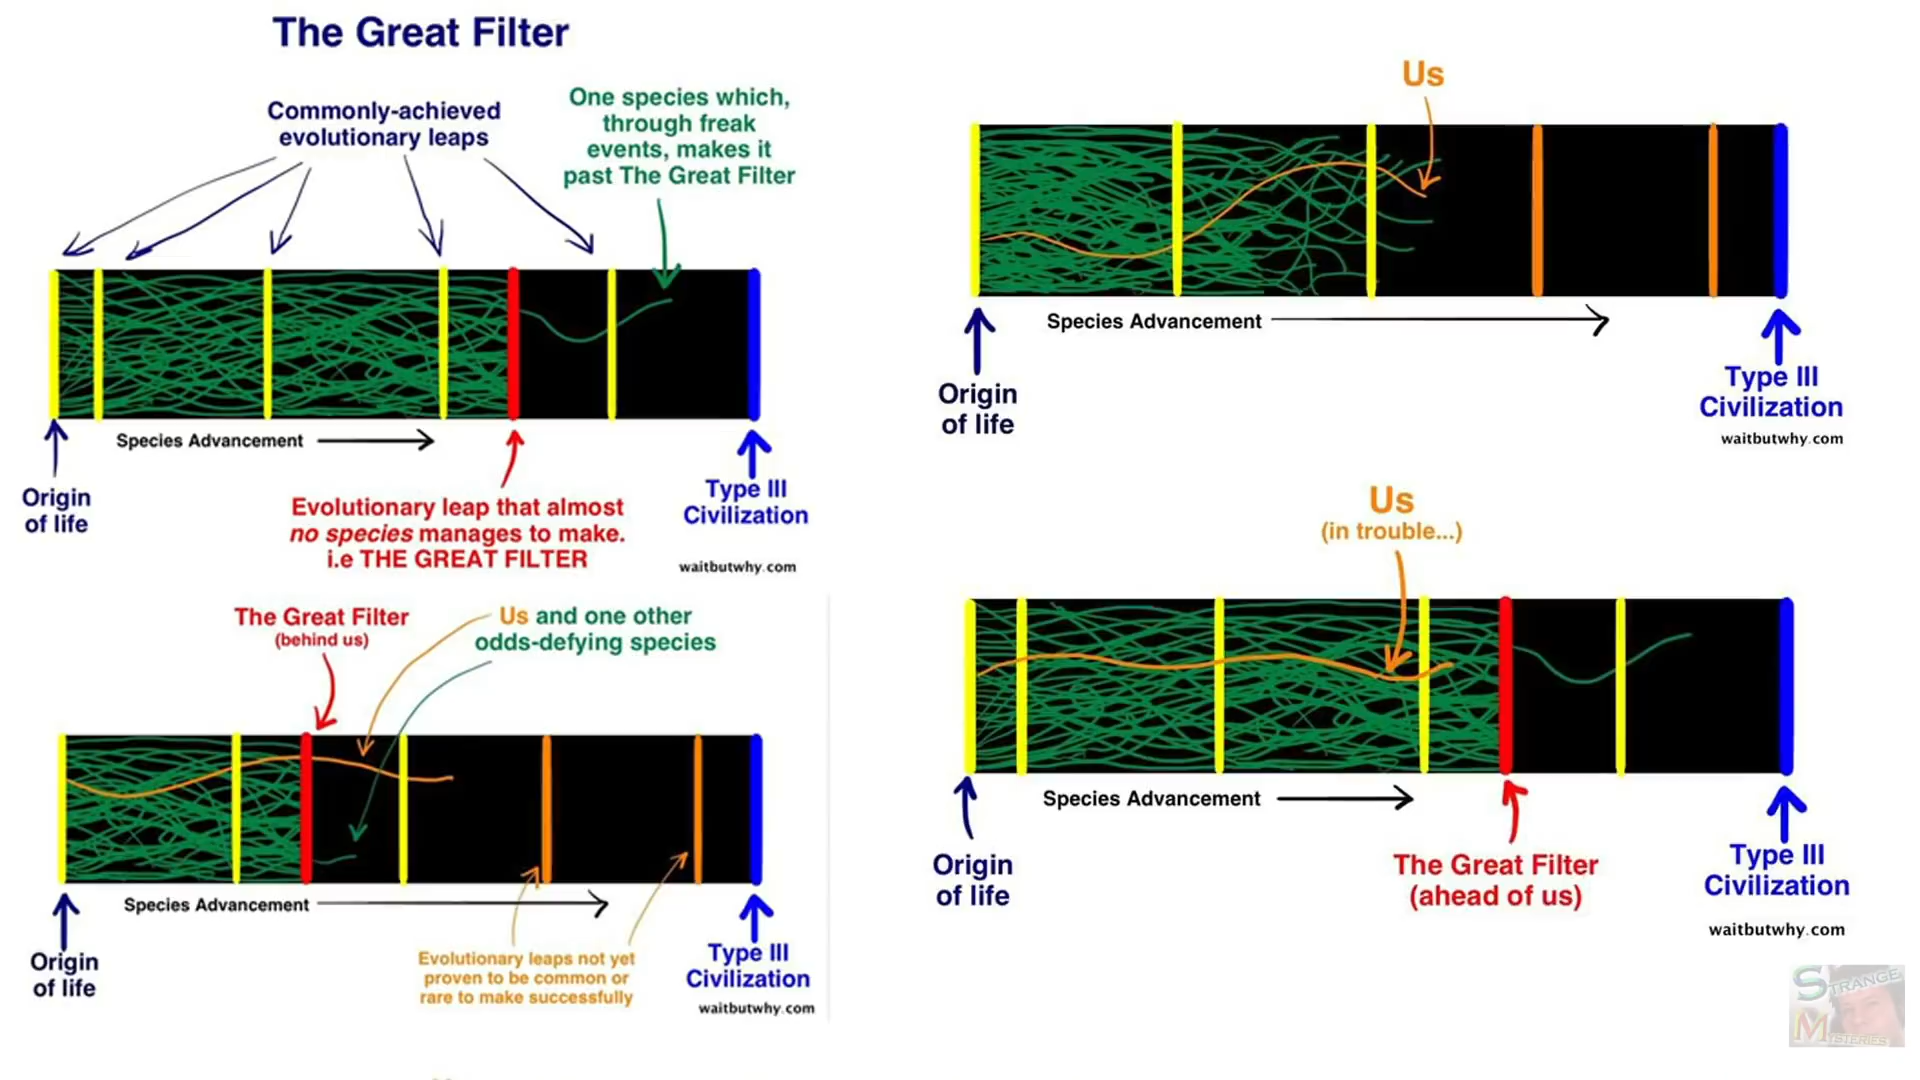 The Great Filter
Commonly-achieved
evolutionary leaps
One species which,
through freak
events, makes it
past The Great Filter
Species Advancement
Origin
of life
Evolutionary leap that almost
no species manages to make.
i.e THE GREAT FILTER
Type III
Civilization
waitbutwhy.com
Us
Species Advancement
Origin
of life
Type III
Civilization
waitbutwhy.com
The Great Filter
(behind us)
Us and one other
odds-defying species
Species Advancement
Origin
of life
Evolutionary leaps not yet
proven to be common or
rare to make successfully
Type III
Civilization
waitbutwhy.com
Us
(in trouble...)
Species Advancement
Origin
of life
The Great Filter
(ahead of us)
Type III
Civilization
waitbutwhy.com
STRANGE
MYSTERIES